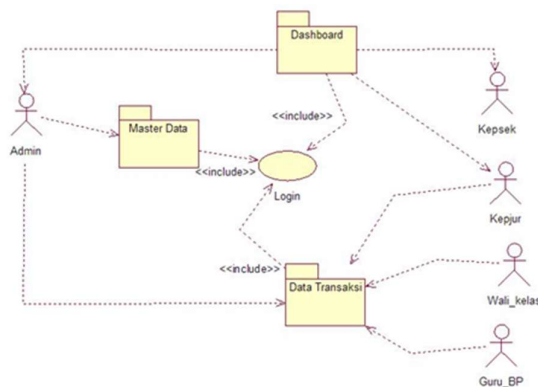 Dashboard
<<include>>
Kepsek
Admin
Master Data
<<include>>
Login
Kepjur
<<include>>
Data Transaksi
Wali_kelas
Guru_BP